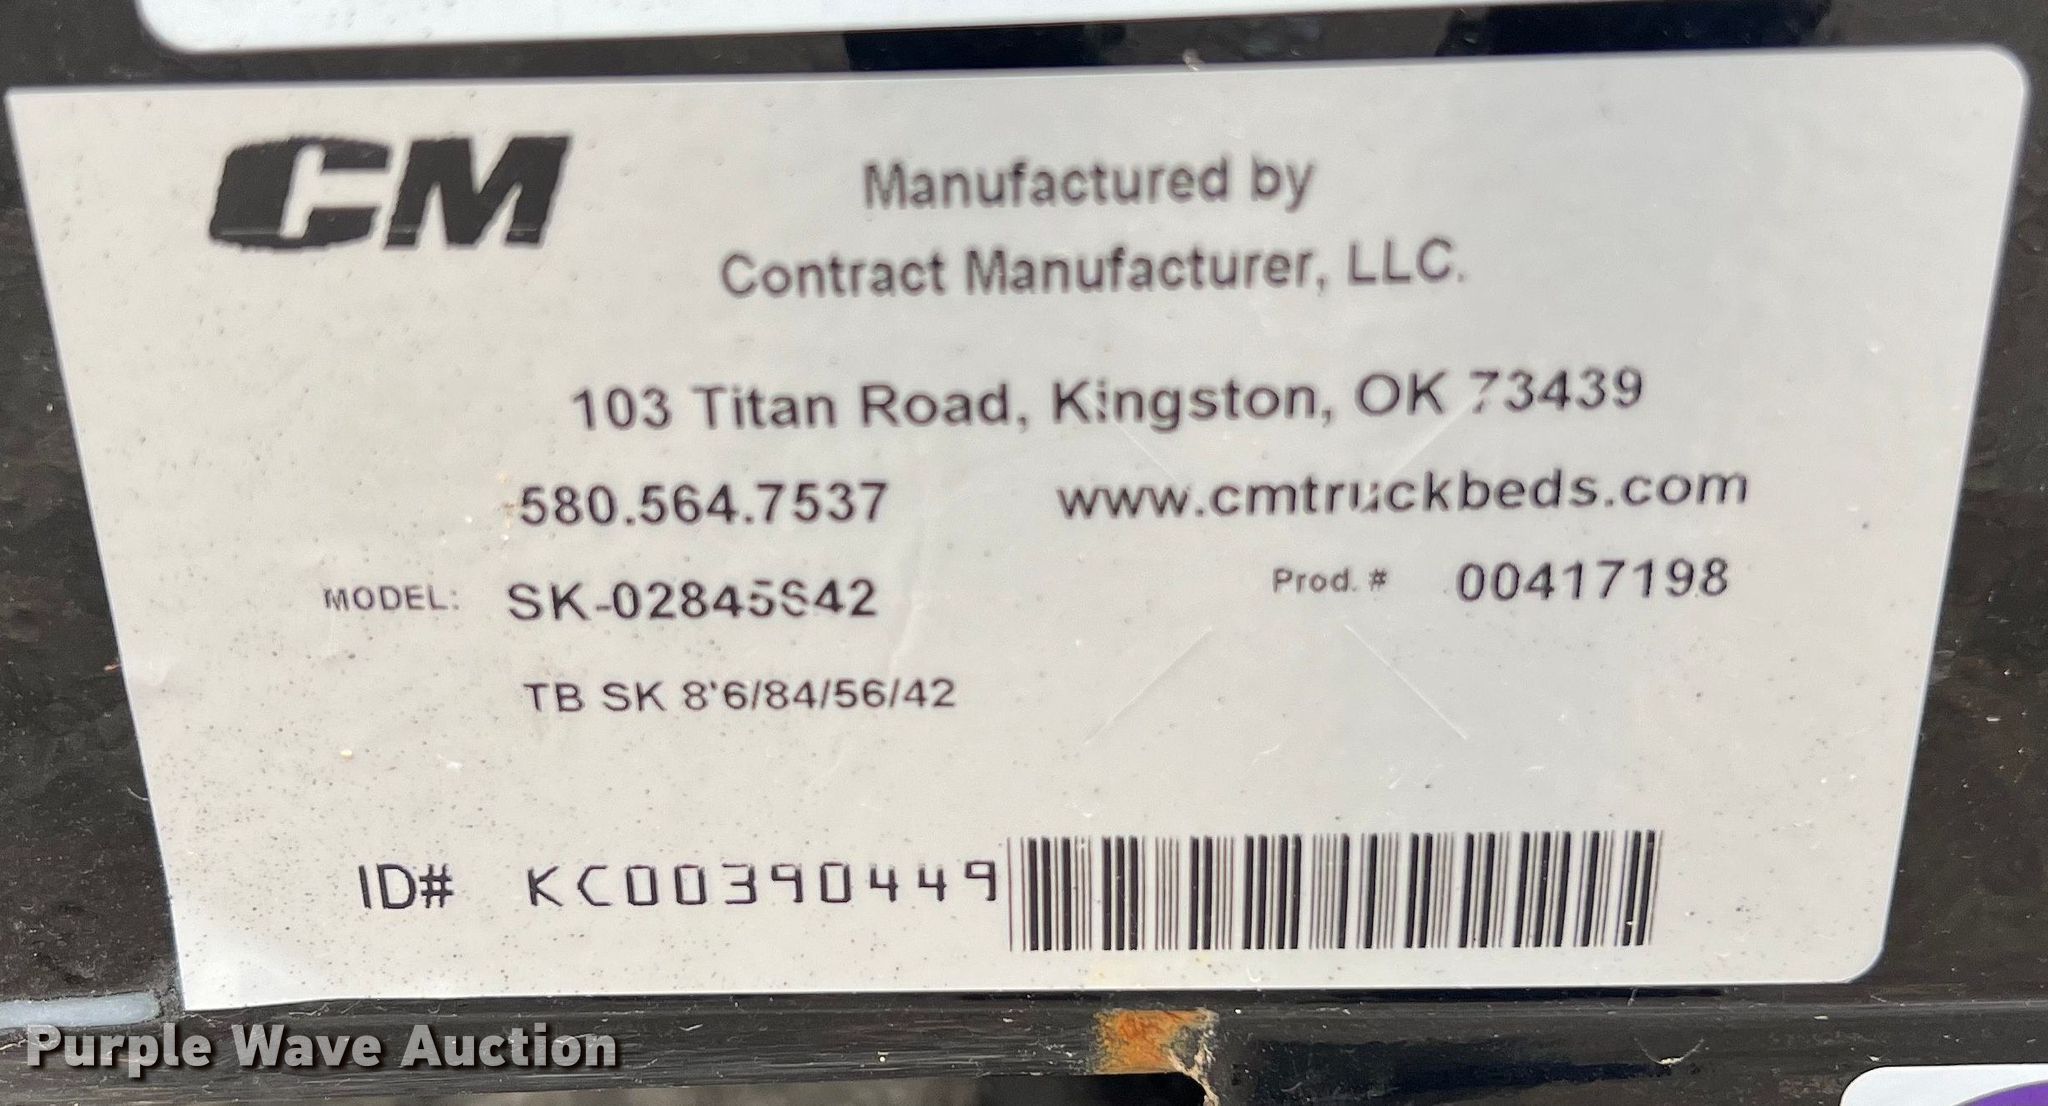 CM
Manufactured by
Contract Manufacturer, LLC.
103 Titan Road, Kingston, OK 73439
580.564.7537 www.cmtruckbeds.com
MODEL: SK-02845642 Prod. # 00417198
TB SK 8'6/84/56/42
ID# KC00390449
Purple Wave Auction